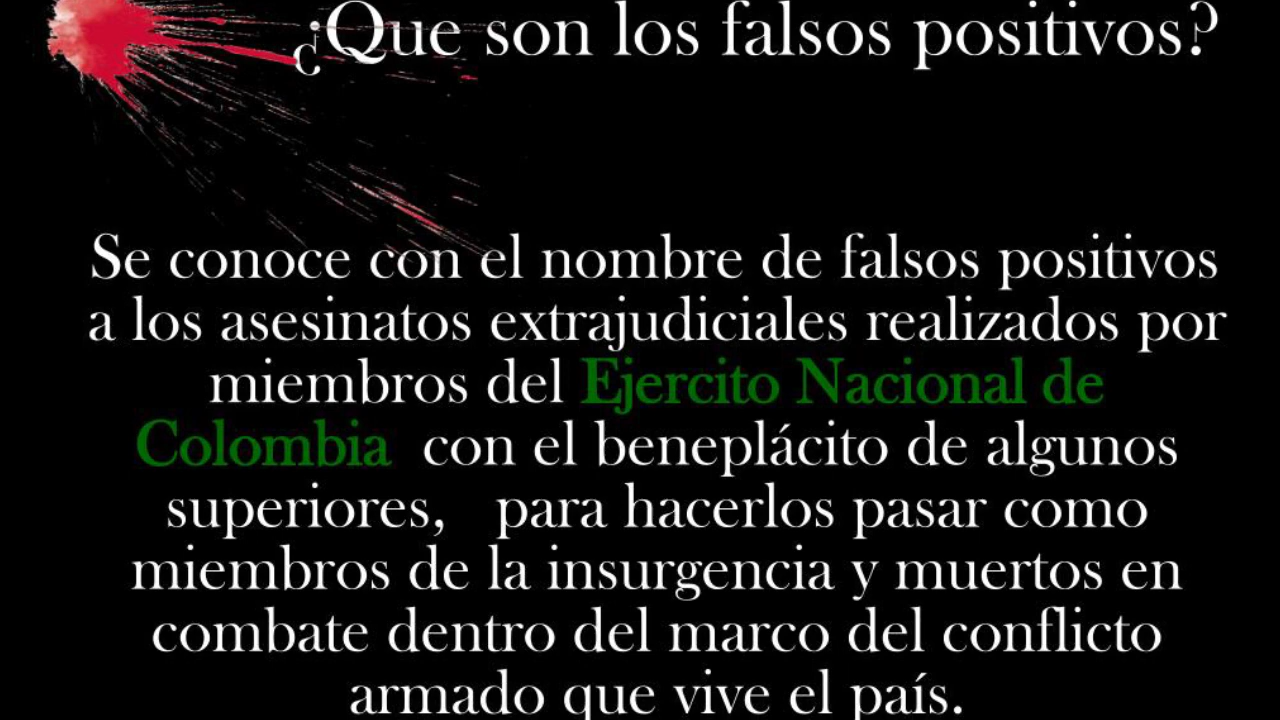 ¿Que son los falsos positivos?
Se conoce con el nombre de falsos positivos
a los asesinatos extrajudiciales realizados por
miembros del Ejercito Nacional de
Colombia con el beneplácito de algunos
superiores, para hacerlos pasar como
miembros de la insurgencia y muertos en
combate dentro del marco del conflicto
armado que vive el país.